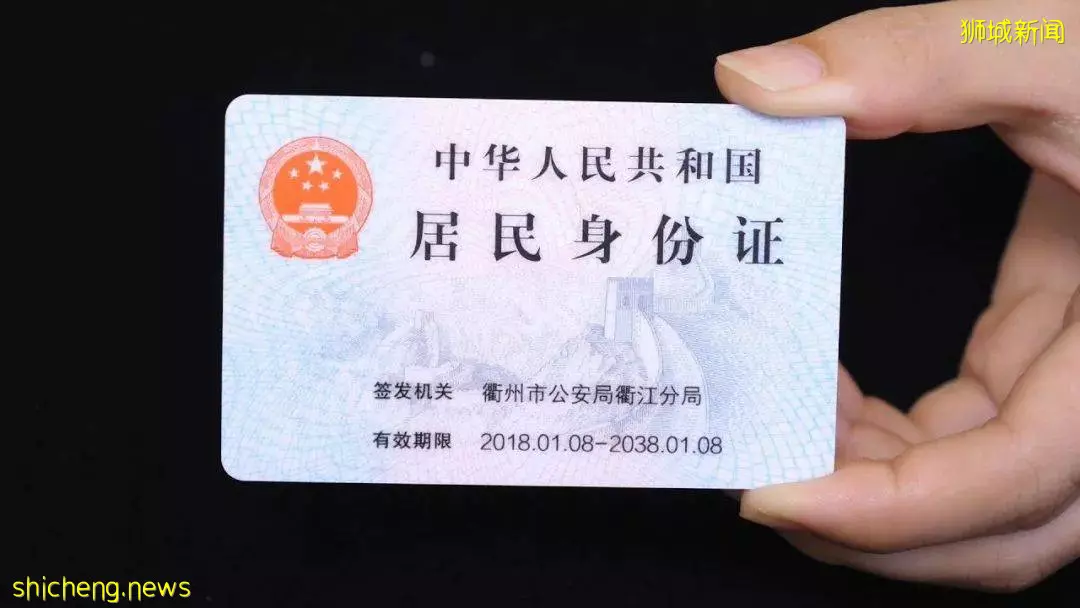 狮城新闻
中华人民共和国
居民身份证
签发机关 衢州市公安局衢江分局
有效期限 2018.01.08-2038.01.08
shicheng.news